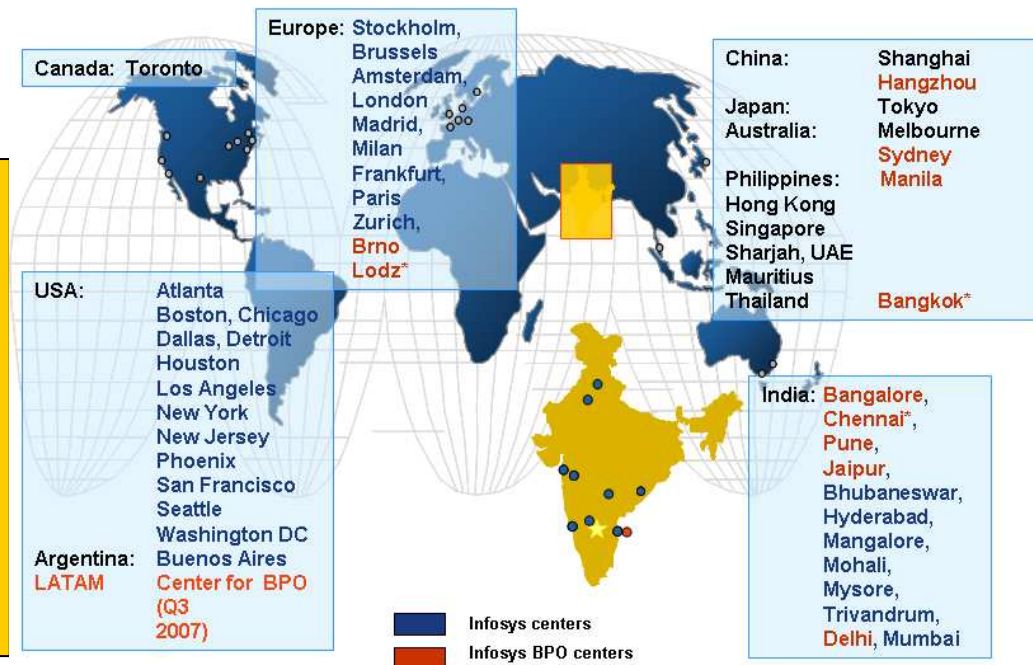 Canada: Toronto
Europe: Stockholm,
Brussels
Amsterdam,
London
Madrid,
Milan
Frankfurt,
Paris
Zurich,
Brno
Lodz*
China: Shanghai
Hangzhou
Japan: Tokyo
Australia: Melbourne
Sydney
Philippines: Manila
Hong Kong
Singapore
Sharjah, UAE
Mauritius
Thailand Bangkok*
USA: Atlanta
Boston, Chicago
Dallas, Detroit
Houston
Los Angeles
New York
New Jersey
Phoenix
San Francisco
Seattle
Washington DC
Argentina: Buenos Aires
LATAM Center for BPO
(Q3
2007)
India: Bangalore,
Chennai*,
Pune,
Jaipur,
Bhubaneswar,
Hyderabad,
Mangalore,
Mohali,
Mysore,
Trivandrum,
Delhi, Mumbai
Infosys centers
Infosys BPO centers